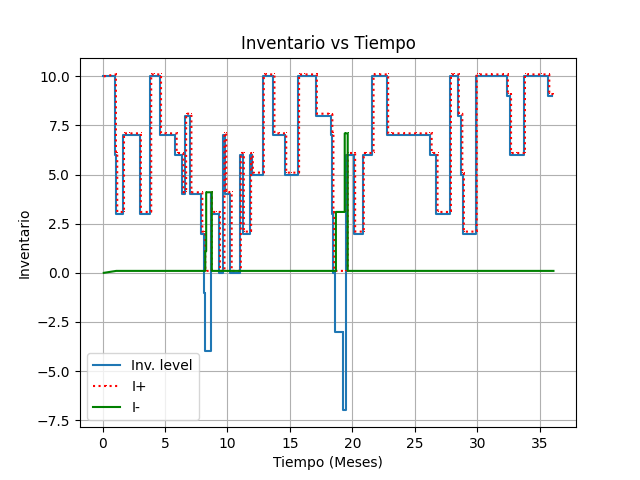 Inventario vs Tiempo
Inventario
10.0
7.5
5.0
2.5
0.0
−2.5
−5.0
−7.5
Inv. level
I+
I-
0 5 10 15 20 25 30 35
Tiempo (Meses)